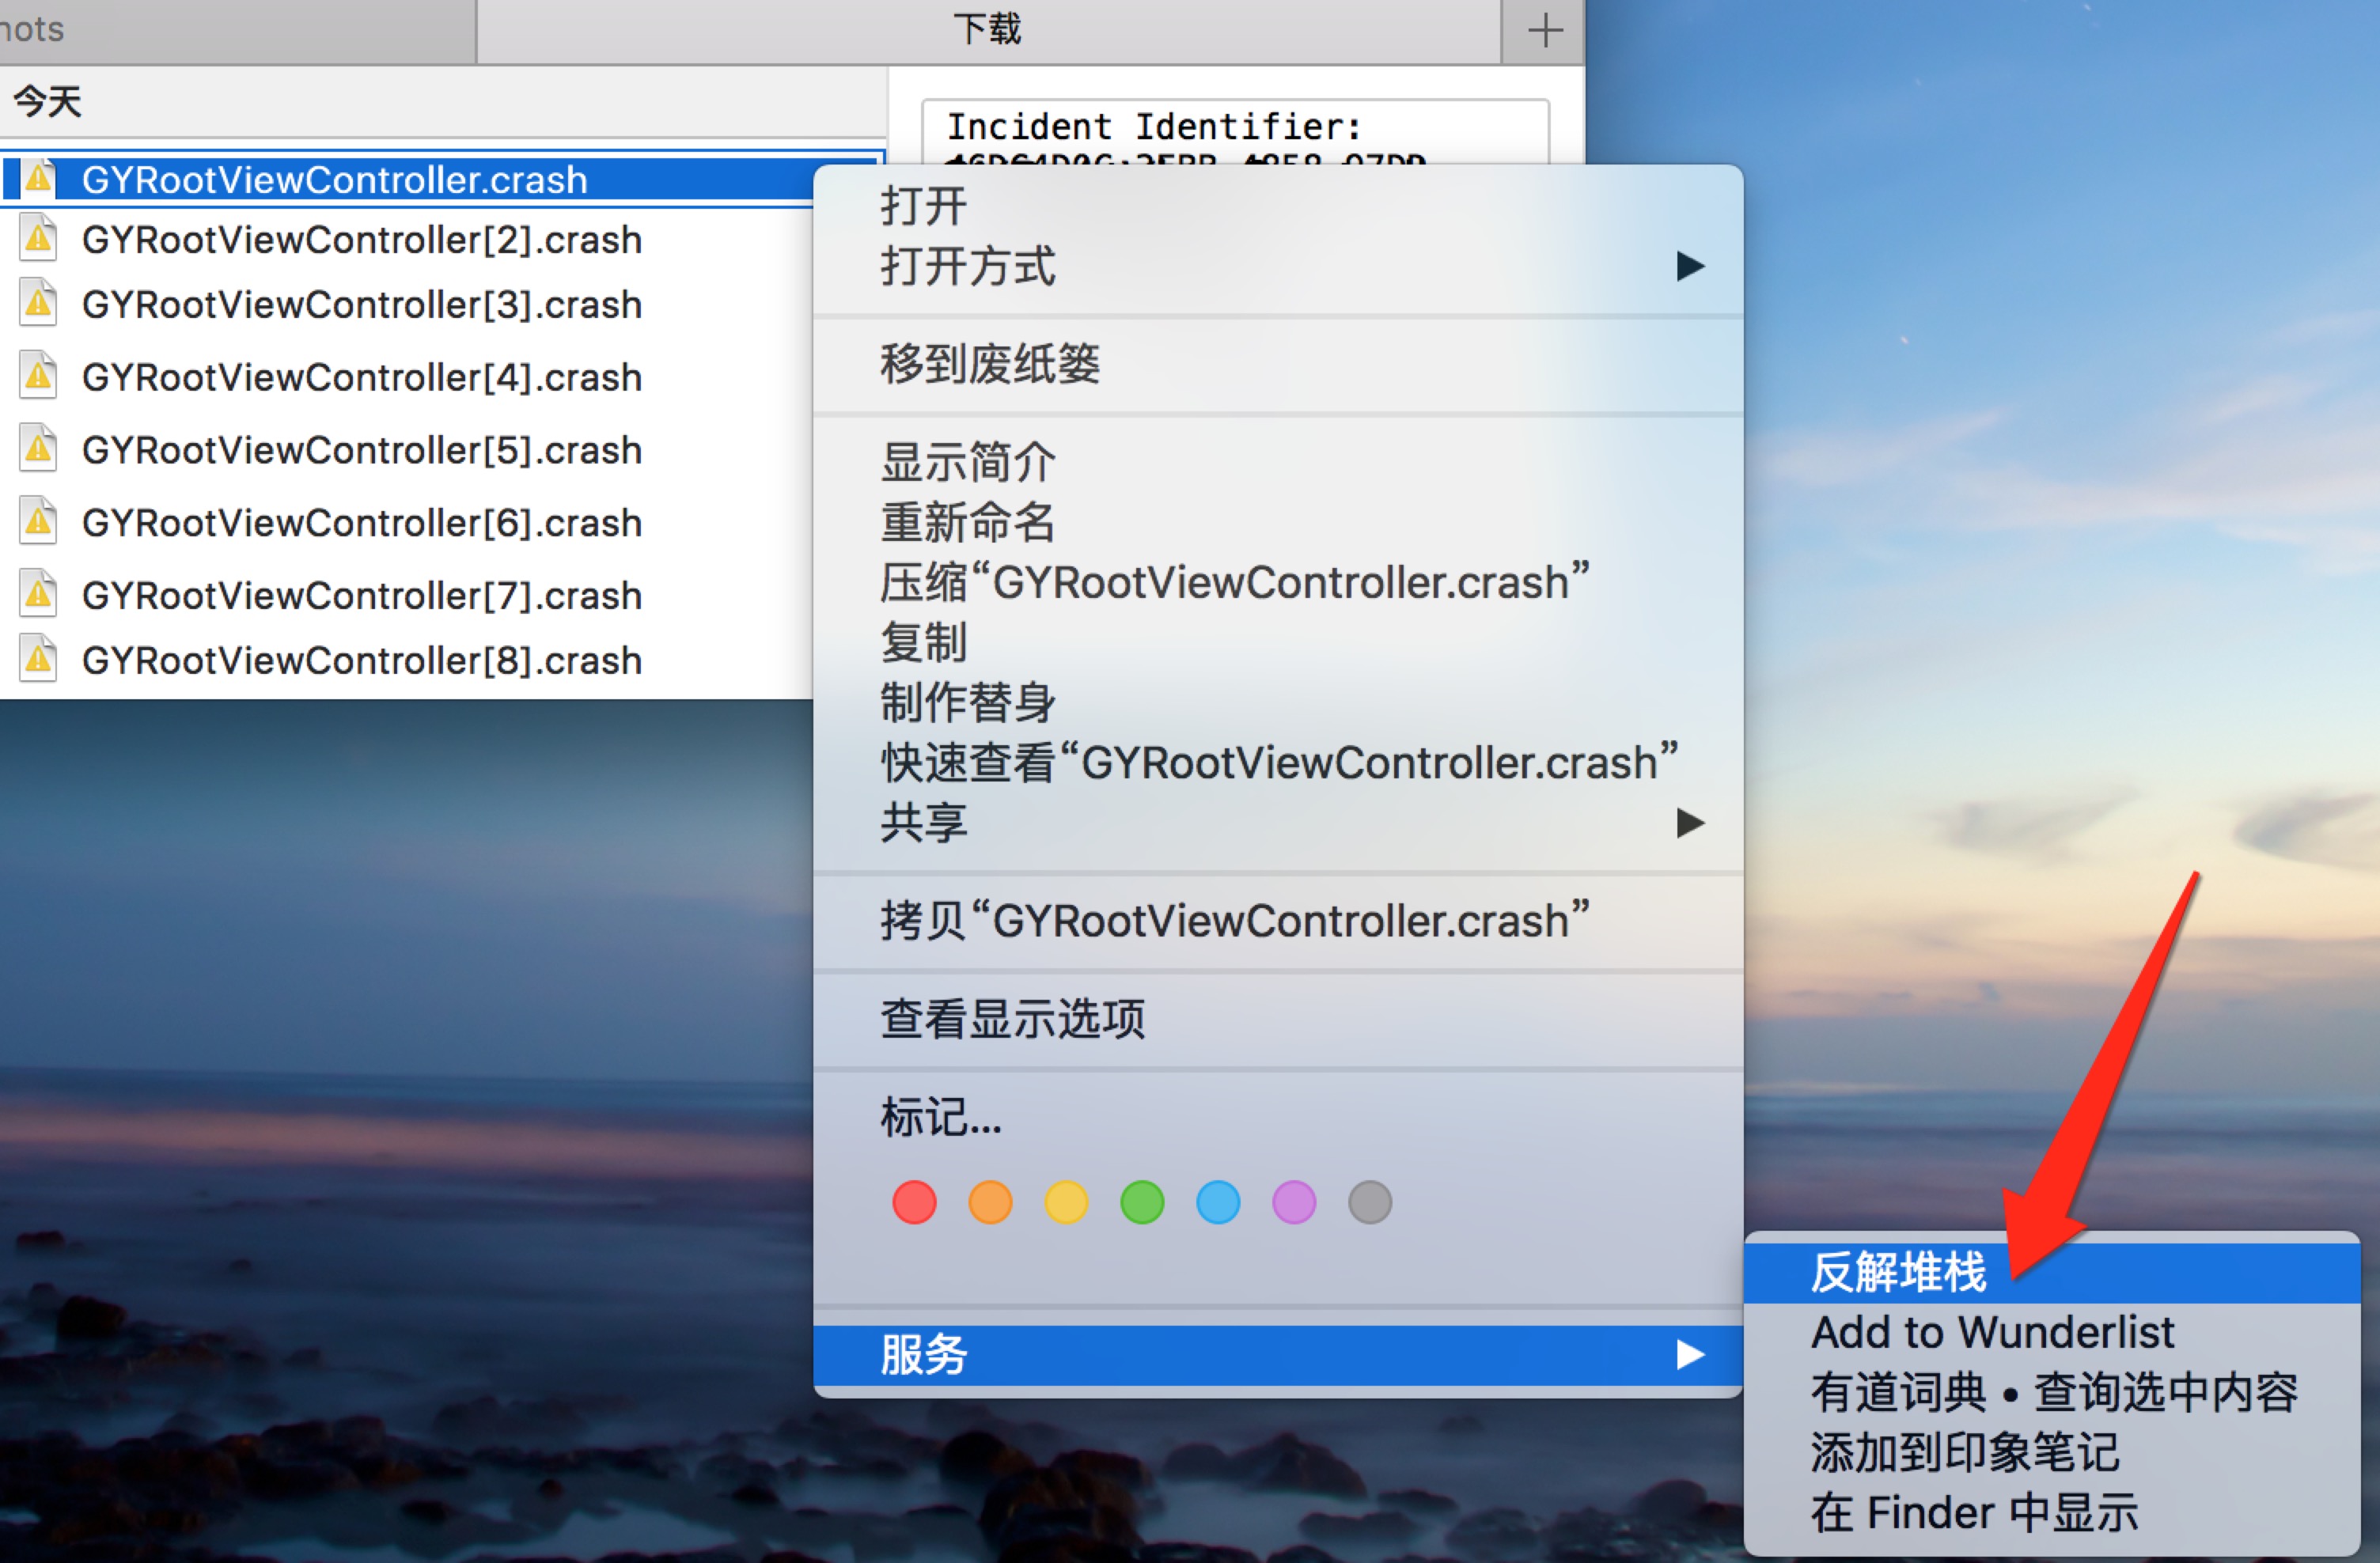 hots
下载
今天
Incident Identifier:
GYRootViewController.crash
GYRootViewController[2].crash
GYRootViewController[3].crash
GYRootViewController[4].crash
GYRootViewController[5].crash
GYRootViewController[6].crash
GYRootViewController[7].crash
GYRootViewController[8].crash
打开
打开方式
移到废纸篓
显示简介
重新命名
压缩“GYRootViewController.crash”
复制
制作替身
快速查看“GYRootViewController.crash”
共享
拷贝“GYRootViewController.crash”
查看显示选项
标记...
服务
反解堆栈
Add to Wunderlist
有道词典 • 查询选中内容
添加到印象笔记
在 Finder 中显示